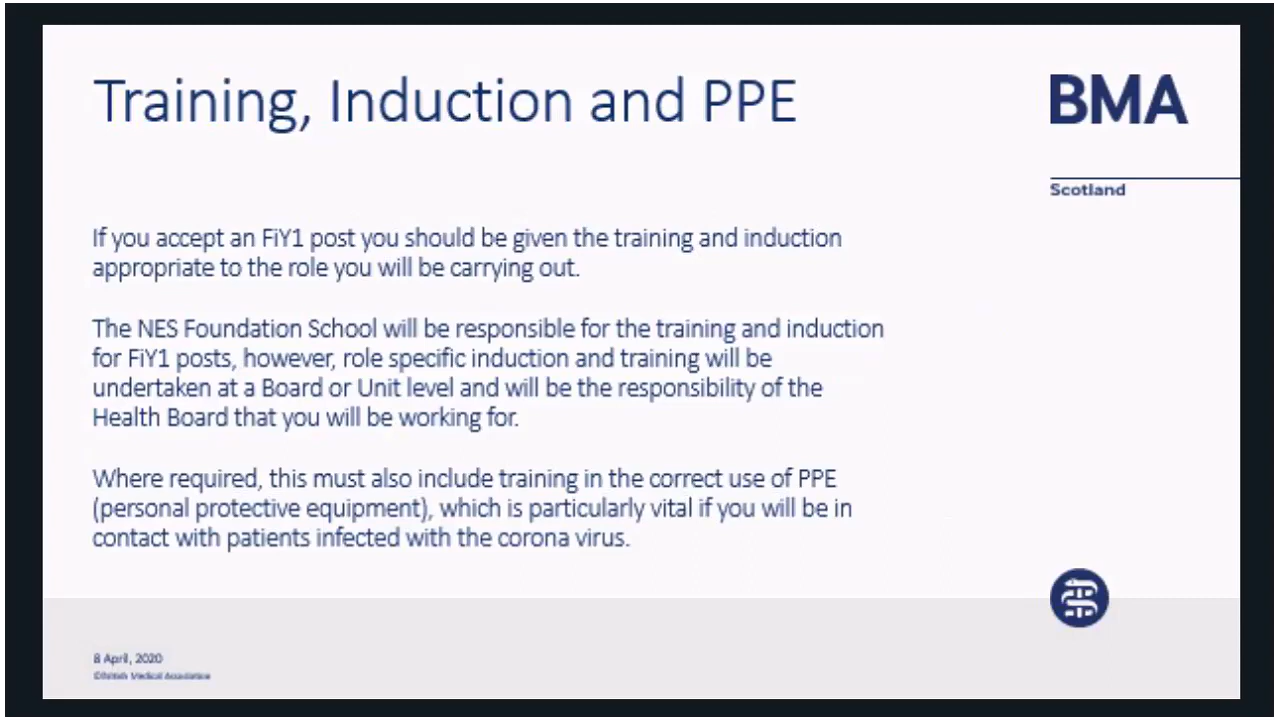 Training, Induction and PPE
BMA
Scotland
If you accept an FiY1 post you should be given the training and induction
appropriate to the role you will be carrying out.
The NES Foundation School will be responsible for the training and induction
for FiY1 posts, however, role specific induction and training will be
undertaken at a Board or Unit level and will be the responsibility of the
Health Board that you will be working for.
Where required, this must also include training in the correct use of PPE
(personal protective equipment), which is particularly vital if you will be in
contact with patients infected with the corona virus.
8 April, 2020
©British Medical Association